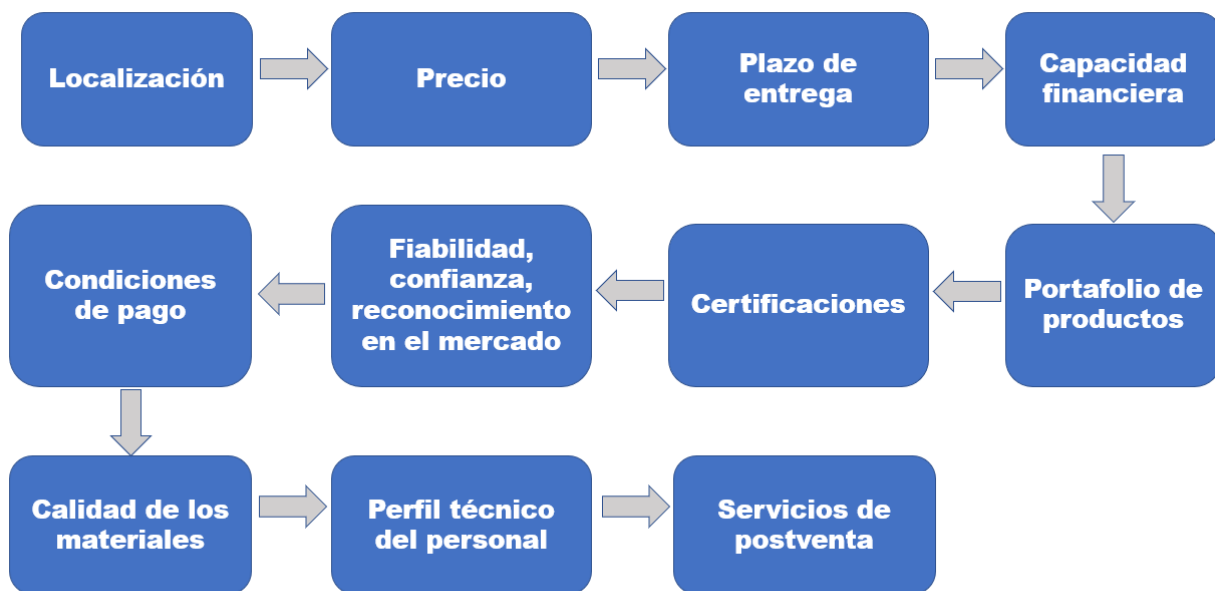 Localización
Precio
Plazo de
entrega
Capacidad
financiera
Portafolio de
productos
Certificaciones
Fiabilidad,
confianza,
reconocimiento
en el mercado
Condiciones
de pago
Calidad de los
materiales
Perfil técnico
del personal
Servicios de
postventa